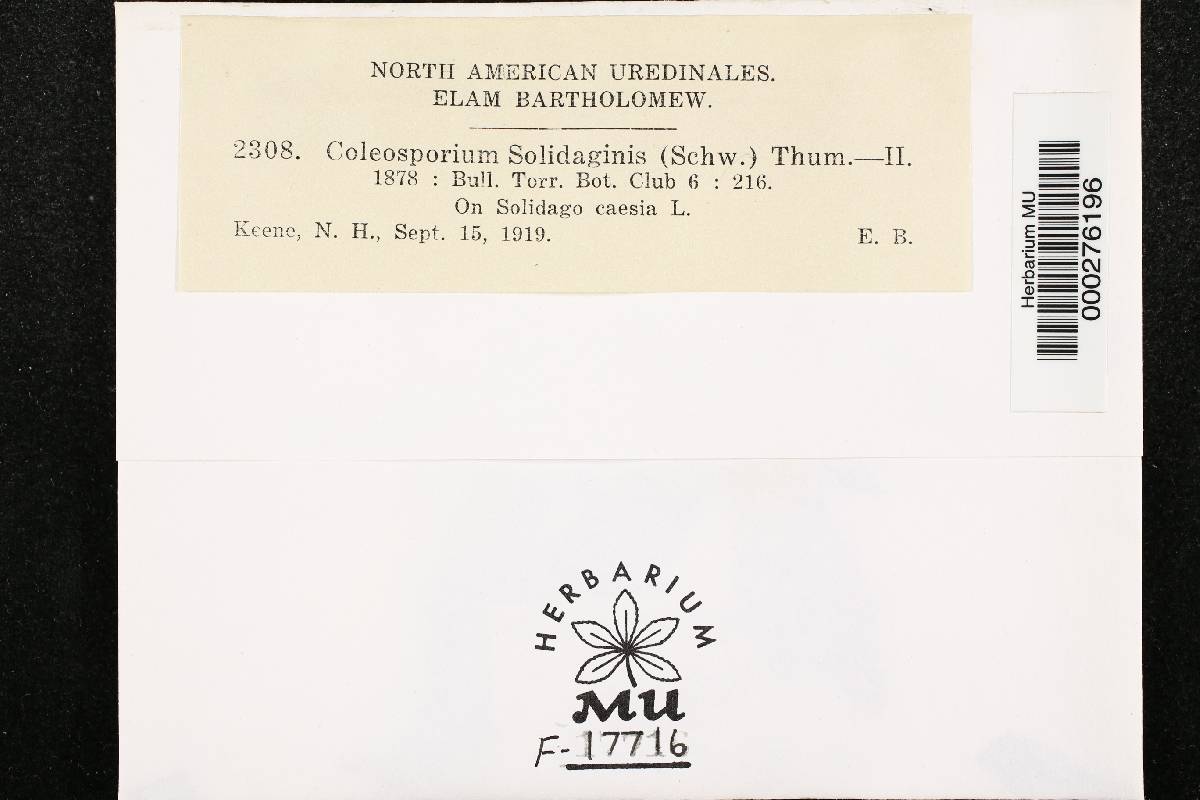 NORTH AMERICAN UREDINALES.
ELAM BARTHOLOMEW.
2308. Coleosporium Solidaginis (Schw.) Thum.—II.
1878 : Bull. Torr. Bot. Club 6 : 216.
On Solidago caesia L.
Keene, N. H., Sept. 15, 1919. E. B.
Herbarium MU
000276196
HERBARIUM
MU
F-17716